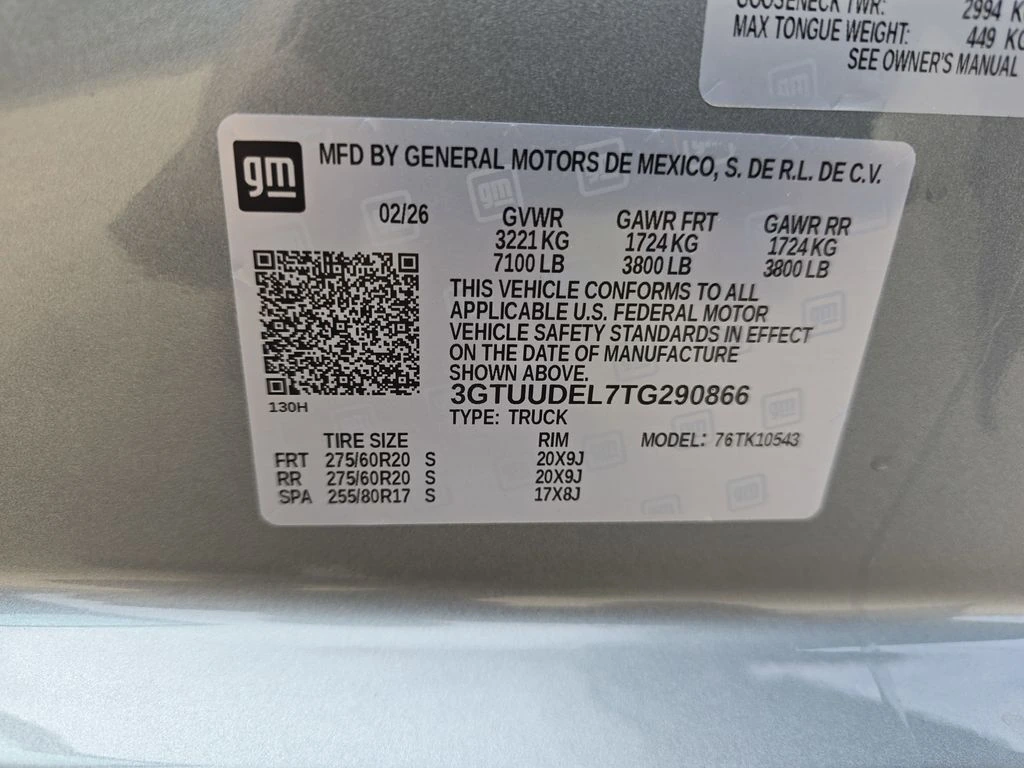 GOOSENECK TWR: 2994 K
MAX TONGUE WEIGHT: 449 KG
SEE OWNER'S MANUAL
gm
MFD BY GENERAL MOTORS DE MEXICO, S. DE R.L. DE C.V.
02/26 GVWR GAWR FRT GAWR RR
3221 KG 1724 KG 1724 KG
7100 LB 3800 LB 3800 LB
THIS VEHICLE CONFORMS TO ALL
APPLICABLE U.S. FEDERAL MOTOR
VEHICLE SAFETY STANDARDS IN EFFECT
ON THE DATE OF MANUFACTURE
SHOWN ABOVE.
3GTUUDEL7TG290866
130H
TYPE: TRUCK
TIRE SIZE RIM MODEL: 76TK10543
FRT 275/60R20 S 20X9J
RR 275/60R20 S 20X9J
SPA 255/80R17 S 17X8J